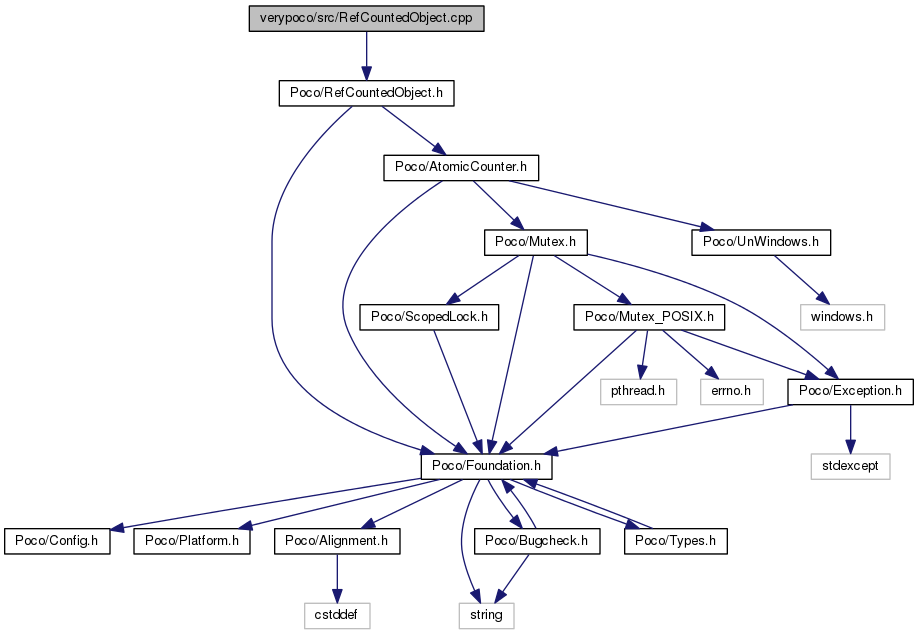 verypoco/src/RefCountedObject.cpp
Poco/RefCountedObject.h
Poco/AtomicCounter.h
Poco/Mutex.h
Poco/UnWindows.h
Poco/ScopedLock.h
Poco/Mutex_POSIX.h
windows.h
pthread.h
errno.h
Poco/Exception.h
Poco/Foundation.h
stdexcept
Poco/Config.h
Poco/Platform.h
Poco/Alignment.h
Poco/Bugcheck.h
Poco/Types.h
cstddef
string